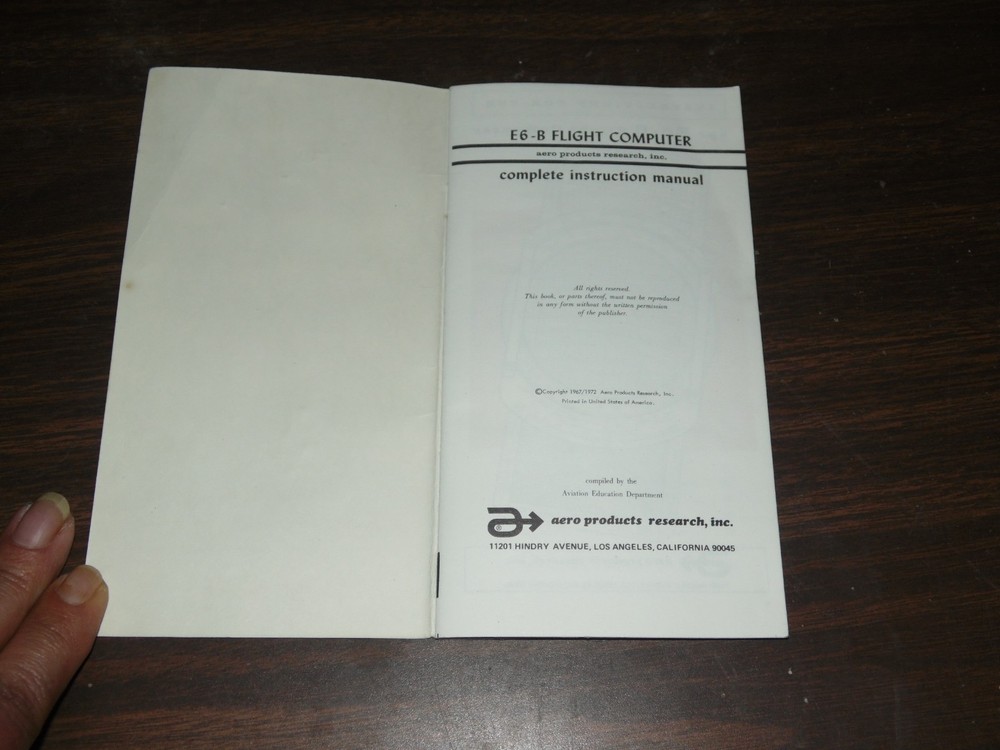 E6-B FLIGHT COMPUTER
aero products research, inc.
complete instruction manual
All rights reserved.
This book, or parts thereof, must not be reproduced
in any form without the written permission
of the publisher.
©Copyright 1967/1972 Aero Products Research, Inc.
Printed in United States of America.
compiled by the
Aviation Education Department
aero products research, inc.
11201 HINDRY AVENUE, LOS ANGELES, CALIFORNIA 90045